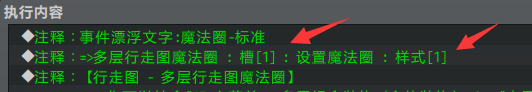 执行内容
◆注释：事件漂浮文字:魔法圈-标准
◆注释：=>多层行走图魔法圈 : 槽[1] : 设置魔法圈 : 样式[1]
◆注释：【行走图 - 多层行走图魔法圈】